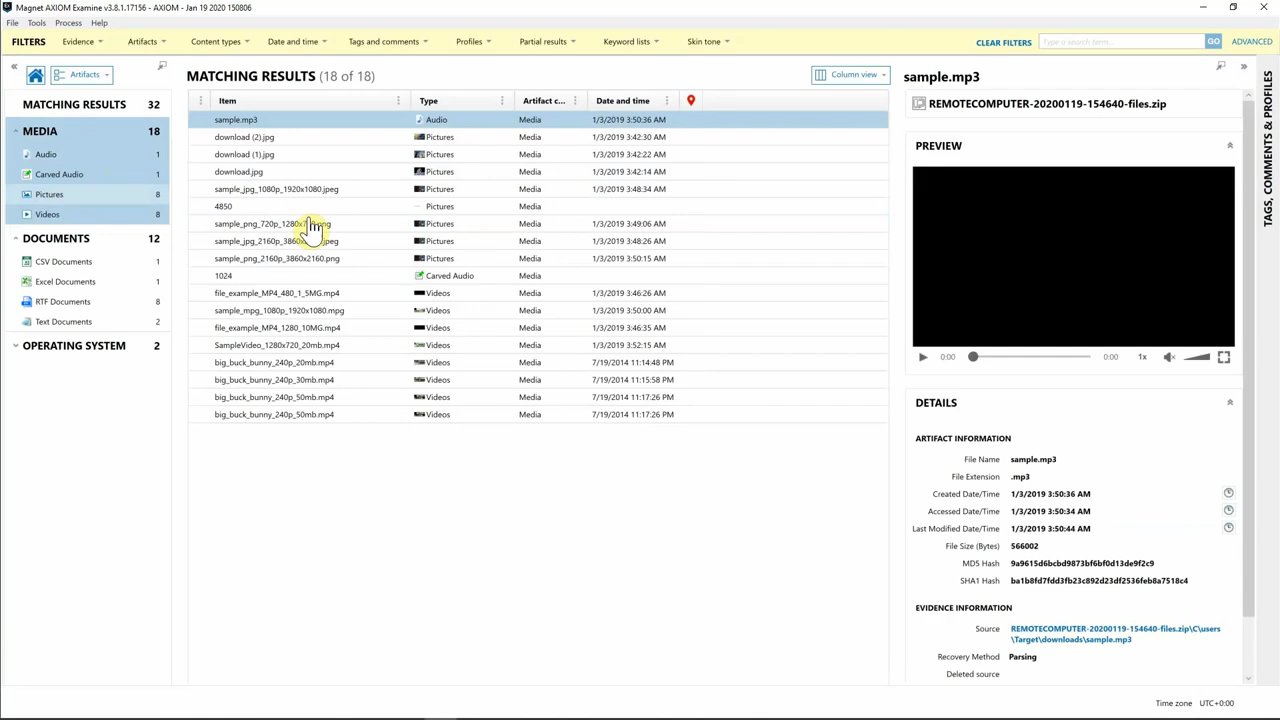 Magnet AXIOM Examine v3.8.1.17156 - AXIOM - Jan 19 2020 150806
File Tools Process Help
FILTERS Evidence Artifacts Content types Date and time Tags and comments Profiles Partial results Keyword lists Skin tone CLEAR FILTERS Type a search term... GO ADVANCED
Artifacts
MATCHING RESULTS 32
MEDIA 18
Audio 1
Carved Audio 1
Pictures 8
Videos 8
DOCUMENTS 12
CSV Documents 1
Excel Documents 1
RTF Documents 8
Text Documents 2
OPERATING SYSTEM 2
MATCHING RESULTS (18 of 18) Column view
Item Type Artifact c... Date and time
sample.mp3 Audio Media 1/3/2019 3:50:36 AM
download (2).jpg Pictures Media 1/3/2019 3:42:30 AM
download (1).jpg Pictures Media 1/3/2019 3:42:22 AM
download.jpg Pictures Media 1/3/2019 3:42:14 AM
sample_jpg_1080p_1920x1080.jpeg Pictures Media 1/3/2019 3:48:34 AM
4850 Pictures Media
sample_png_720p_1280x7 .png Pictures Media 1/3/2019 3:49:06 AM
sample_jpg_2160p_3860x .jpeg Pictures Media 1/3/2019 3:48:26 AM
sample_png_2160p_3860x2160.png Pictures Media 1/3/2019 3:50:15 AM
1024 Carved Audio Media
file_example_MP4_480_1_5MG.mp4 Videos Media 1/3/2019 3:46:26 AM
sample_mpg_1080p_1920x1080.mpg Videos Media 1/3/2019 3:50:00 AM
file_example_MP4_1280_10MG.mp4 Videos Media 1/3/2019 3:46:35 AM
SampleVideo_1280x720_20mb.mp4 Videos Media 1/3/2019 3:52:15 AM
big_buck_bunny_240p_20mb.mp4 Videos Media 7/19/2014 11:14:48 PM
big_buck_bunny_240p_30mb.mp4 Videos Media 7/19/2014 11:15:58 PM
big_buck_bunny_240p_50mb.mp4 Videos Media 7/19/2014 11:17:26 PM
big_buck_bunny_240p_50mb.mp4 Videos Media 7/19/2014 11:17:26 PM
sample.mp3
REMOTECOMPUTER-20200119-154640-files.zip
PREVIEW
0:00 0:00 1x
DETAILS
ARTIFACT INFORMATION
File Name sample.mp3
File Extension .mp3
Created Date/Time 1/3/2019 3:50:36 AM
Accessed Date/Time 1/3/2019 3:50:34 AM
Last Modified Date/Time 1/3/2019 3:50:44 AM
File Size (Bytes) 566002
MD5 Hash 9a9615d6bcbd9873bf6bf0d13de9f2c9
SHA1 Hash ba1b8fd7fdd3fb23c892d23df2536feb8a7518c4
EVIDENCE INFORMATION
Source REMOTECOMPUTER-20200119-154640-files.zip\C\users
\Target\downloads\sample.mp3
Recovery Method Parsing
Deleted source
TAGS, COMMENTS & PROFILES
Time zone UTC+0:00